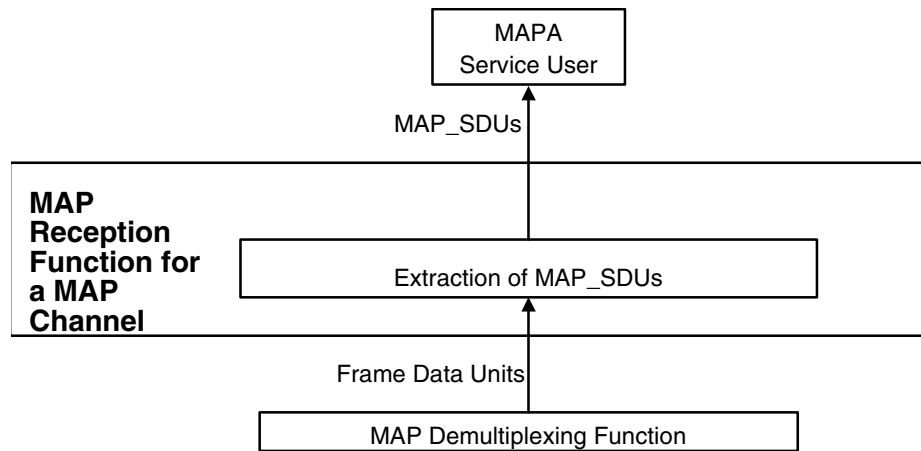 MAPA
Service User
MAP_SDUs
MAP
Reception
Function for
a MAP
Channel
Extraction of MAP_SDUs
Frame Data Units
MAP Demultiplexing Function